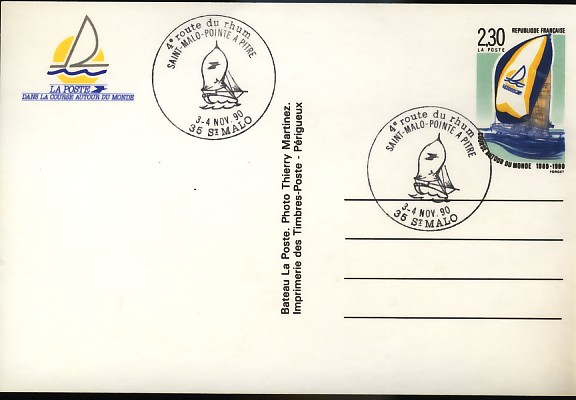 LA POSTE
DANS LA COURSE AUTOUR DU MONDE
4e route du rhum
SAINT-MALO-POINTE A PITRE
3-4 NOV. 90
35 ST MALO
2,30
LA POSTE
REPUBLIQUE FRANÇAISE
AUTOUR DU MONDE 1989-1990
FORGET
4e route du rhum
SAINT-MALO-POINTE A PITRE
3-4 NOV. 90
35 ST MALO
Bateau La Poste. Photo Thierry Martinez.
Imprimerie des Timbres-Poste - Périgueux